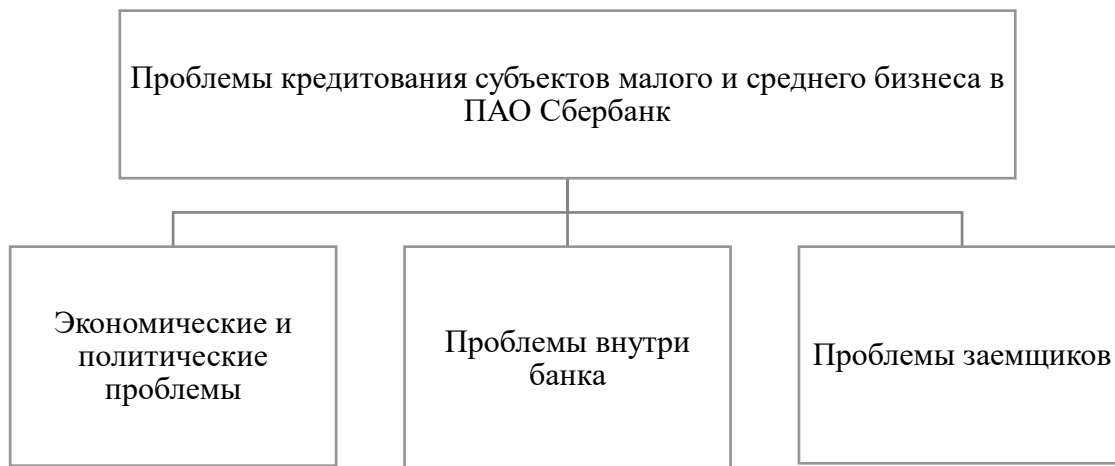 Проблемы кредитования субъектов малого и среднего бизнеса в
ПАО Сбербанк
Экономические и
политические
проблемы
Проблемы внутри
банка
Проблемы заемщиков